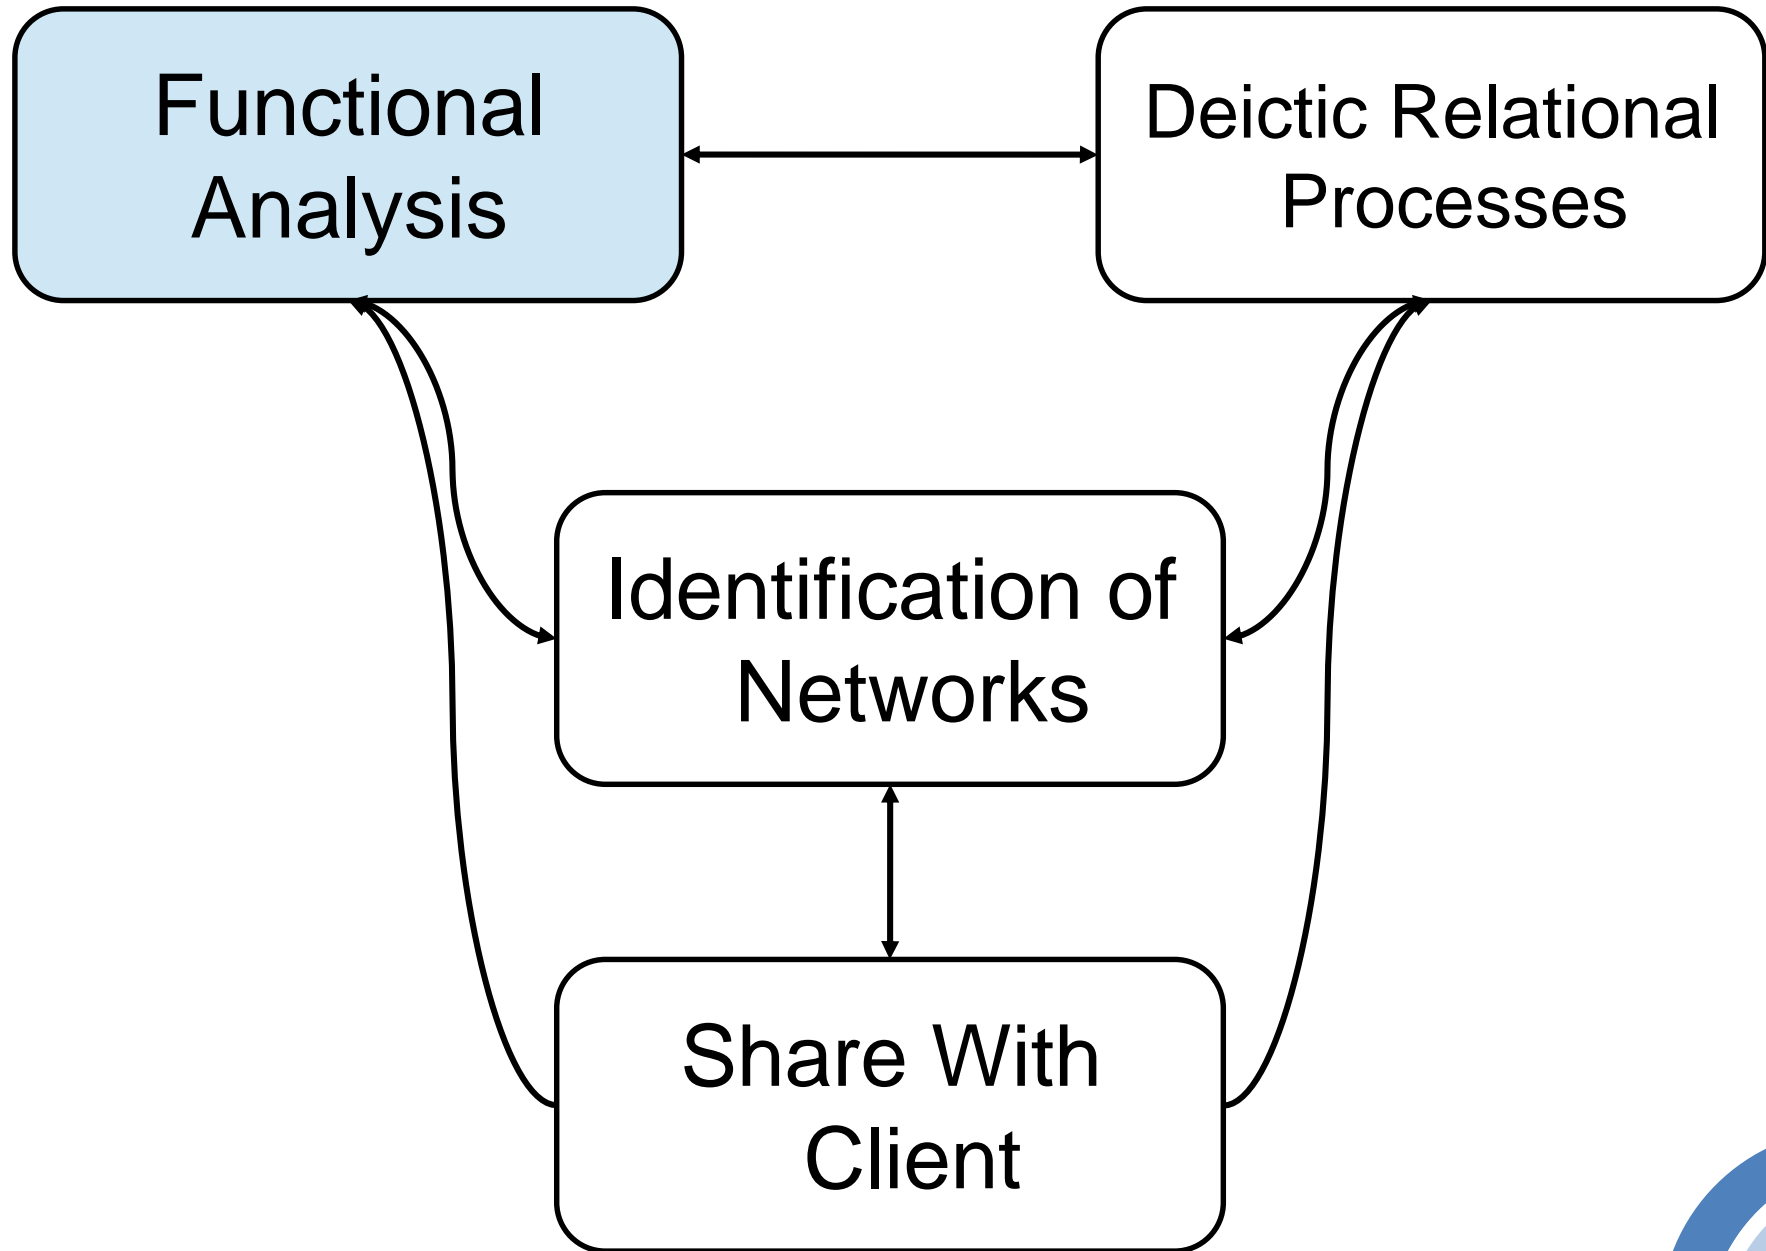 Functional
Analysis
Deictic Relational
Processes
Identification of
Networks
Share With
Client